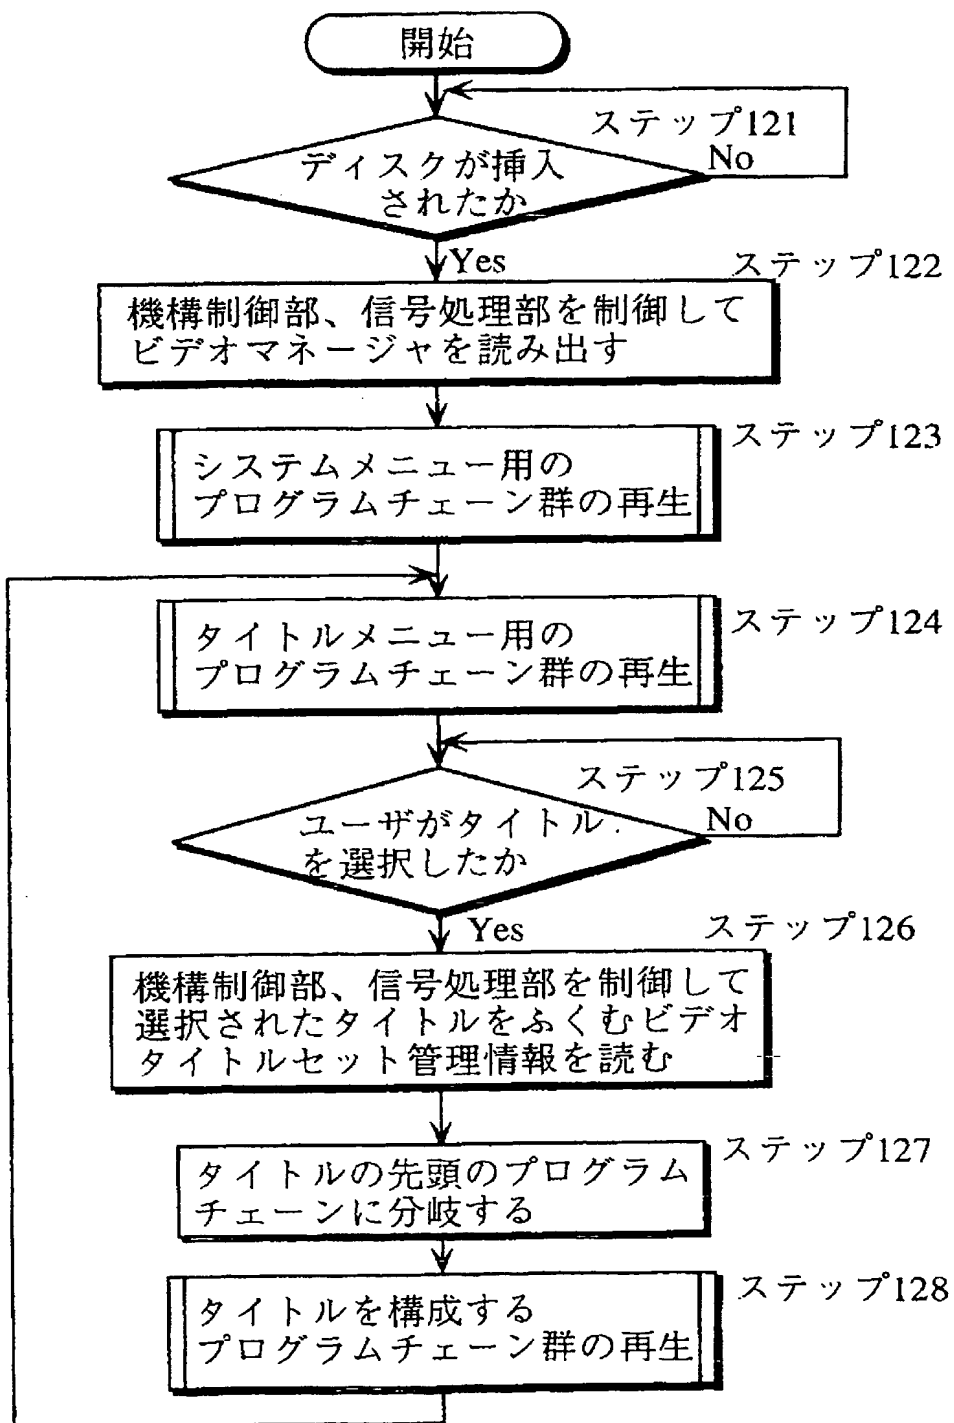 開始
ステップ121
No
ディスクが挿入
されたか
Yes
ステップ122
機構制御部、信号処理部を制御して
ビデオマネージャを読み出す
ステップ123
システムメニュー用の
プログラムチェーン群の再生
ステップ124
タイトルメニュー用の
プログラムチェーン群の再生
ステップ125
No
ユーザがタイトル
を選択したか
Yes
ステップ126
機構制御部、信号処理部を制御して
選択されたタイトルをふくむビデオ
タイトルセット管理情報を読む
ステップ127
タイトルの先頭のプログラム
チェーンに分岐する
ステップ128
タイトルを構成する
プログラムチェーン群の再生